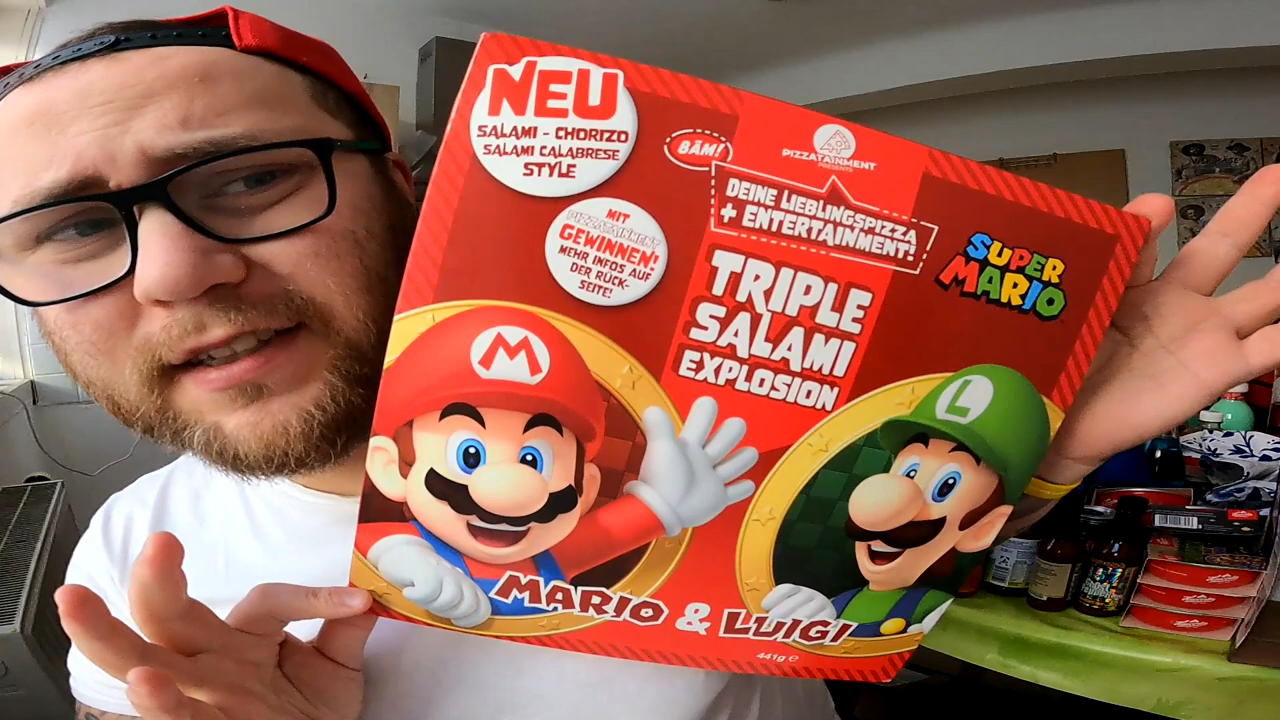 NEU
SALAMI - CHORIZO
SALAMI CALABRESE
STYLE
BÄM!
PIZZATAINMENT
PRESENTS
DEINE LIEBLINGSPIZZA
+ ENTERTAINMENT!
MIT
PIZZATAINMENT
GEWINNEN!
MEHR INFOS AUF
DER RÜCK-
SEITE!
SUPER
MARIO
TRIPLE
SALAMI
EXPLOSION
M
L
MARIO & LUIGI
441g e